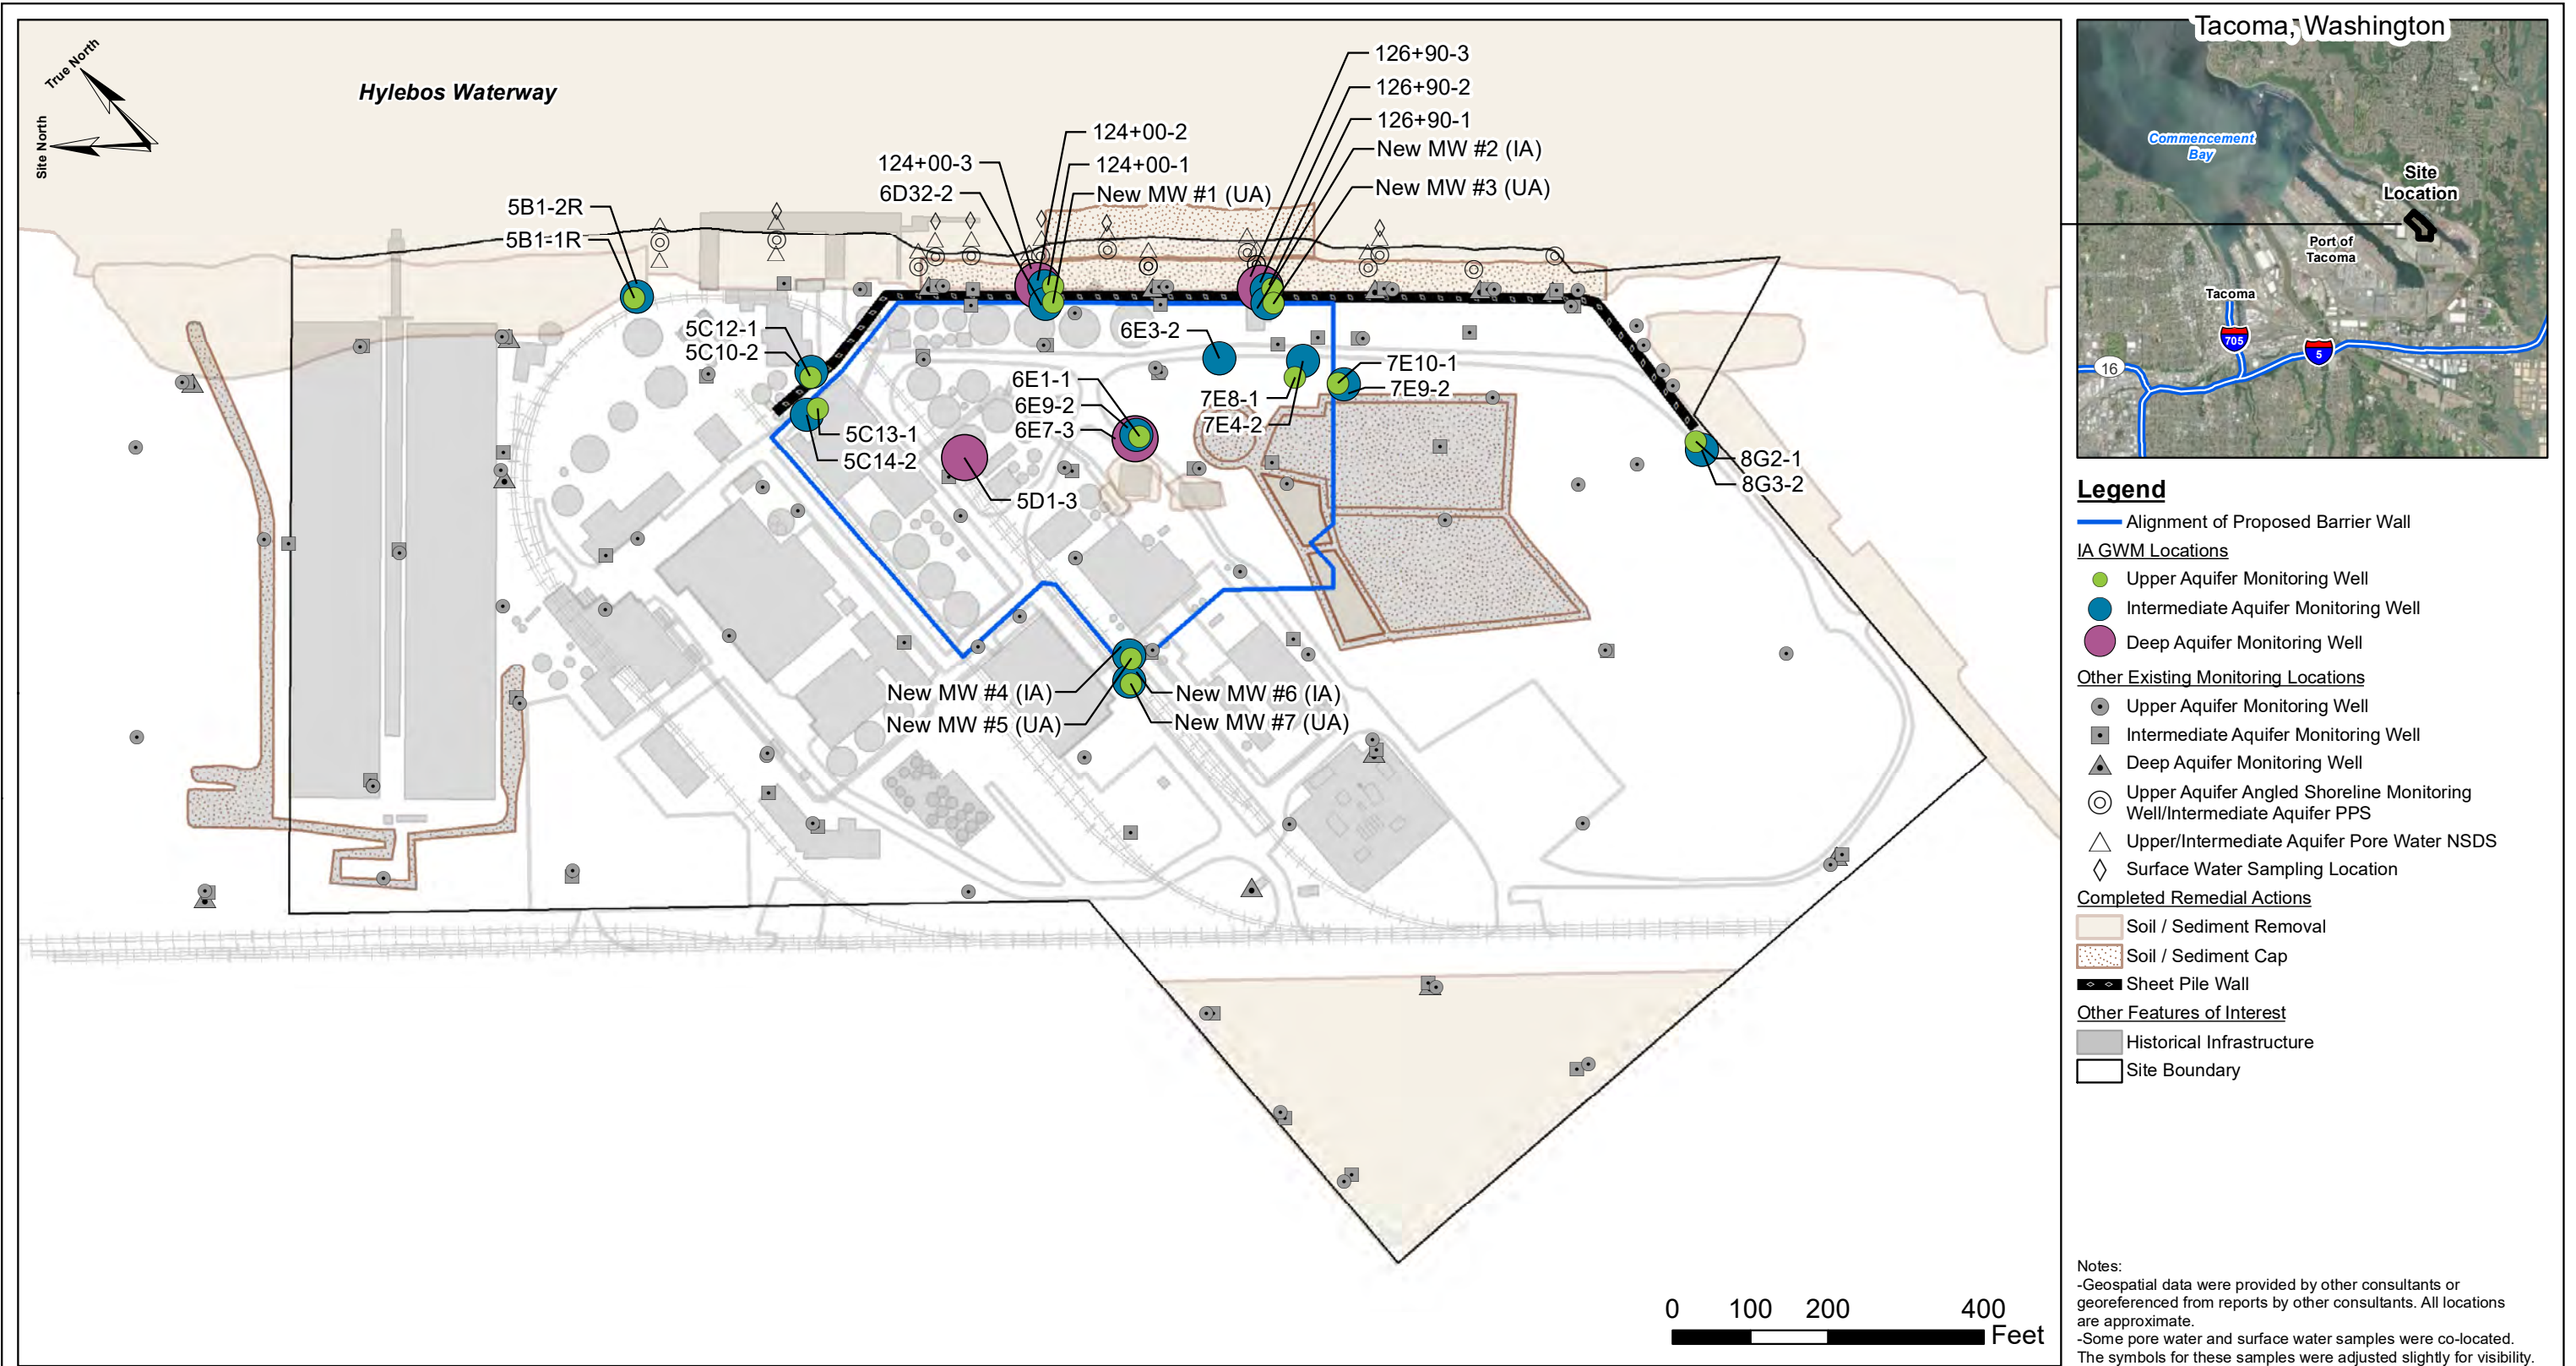 True North
Site North
Hylebos Waterway
126+90-3
126+90-2
126+90-1
New MW #2 (IA)
New MW #3 (UA)
124+00-2
124+00-1
124+00-3
6D32-2
New MW #1 (UA)
5B1-2R
5B1-1R
5C12-1
5C10-2
6E3-2
6E1-1
6E9-2
6E7-3
7E8-1
7E4-2
7E10-1
7E9-2
5C13-1
5C14-2
5D1-3
8G2-1
8G3-2
New MW #4 (IA)
New MW #5 (UA)
New MW #6 (IA)
New MW #7 (UA)
0 100 200 400
Feet
Tacoma, Washington
Commencement
Bay
Site
Location
Port of
Tacoma
Tacoma
705
5
16
Legend
Alignment of Proposed Barrier Wall
IA GWM Locations
Upper Aquifer Monitoring Well
Intermediate Aquifer Monitoring Well
Deep Aquifer Monitoring Well
Other Existing Monitoring Locations
Upper Aquifer Monitoring Well
Intermediate Aquifer Monitoring Well
Deep Aquifer Monitoring Well
Upper Aquifer Angled Shoreline Monitoring
Well/Intermediate Aquifer PPS
Upper/Intermediate Aquifer Pore Water NSDS
Surface Water Sampling Location
Completed Remedial Actions
Soil / Sediment Removal
Soil / Sediment Cap
Sheet Pile Wall
Other Features of Interest
Historical Infrastructure
Site Boundary
Notes:
-Geospatial data were provided by other consultants or
georeferenced from reports by other consultants. All locations
are approximate.
-Some pore water and surface water samples were co-located.
The symbols for these samples were adjusted slightly for visibility.